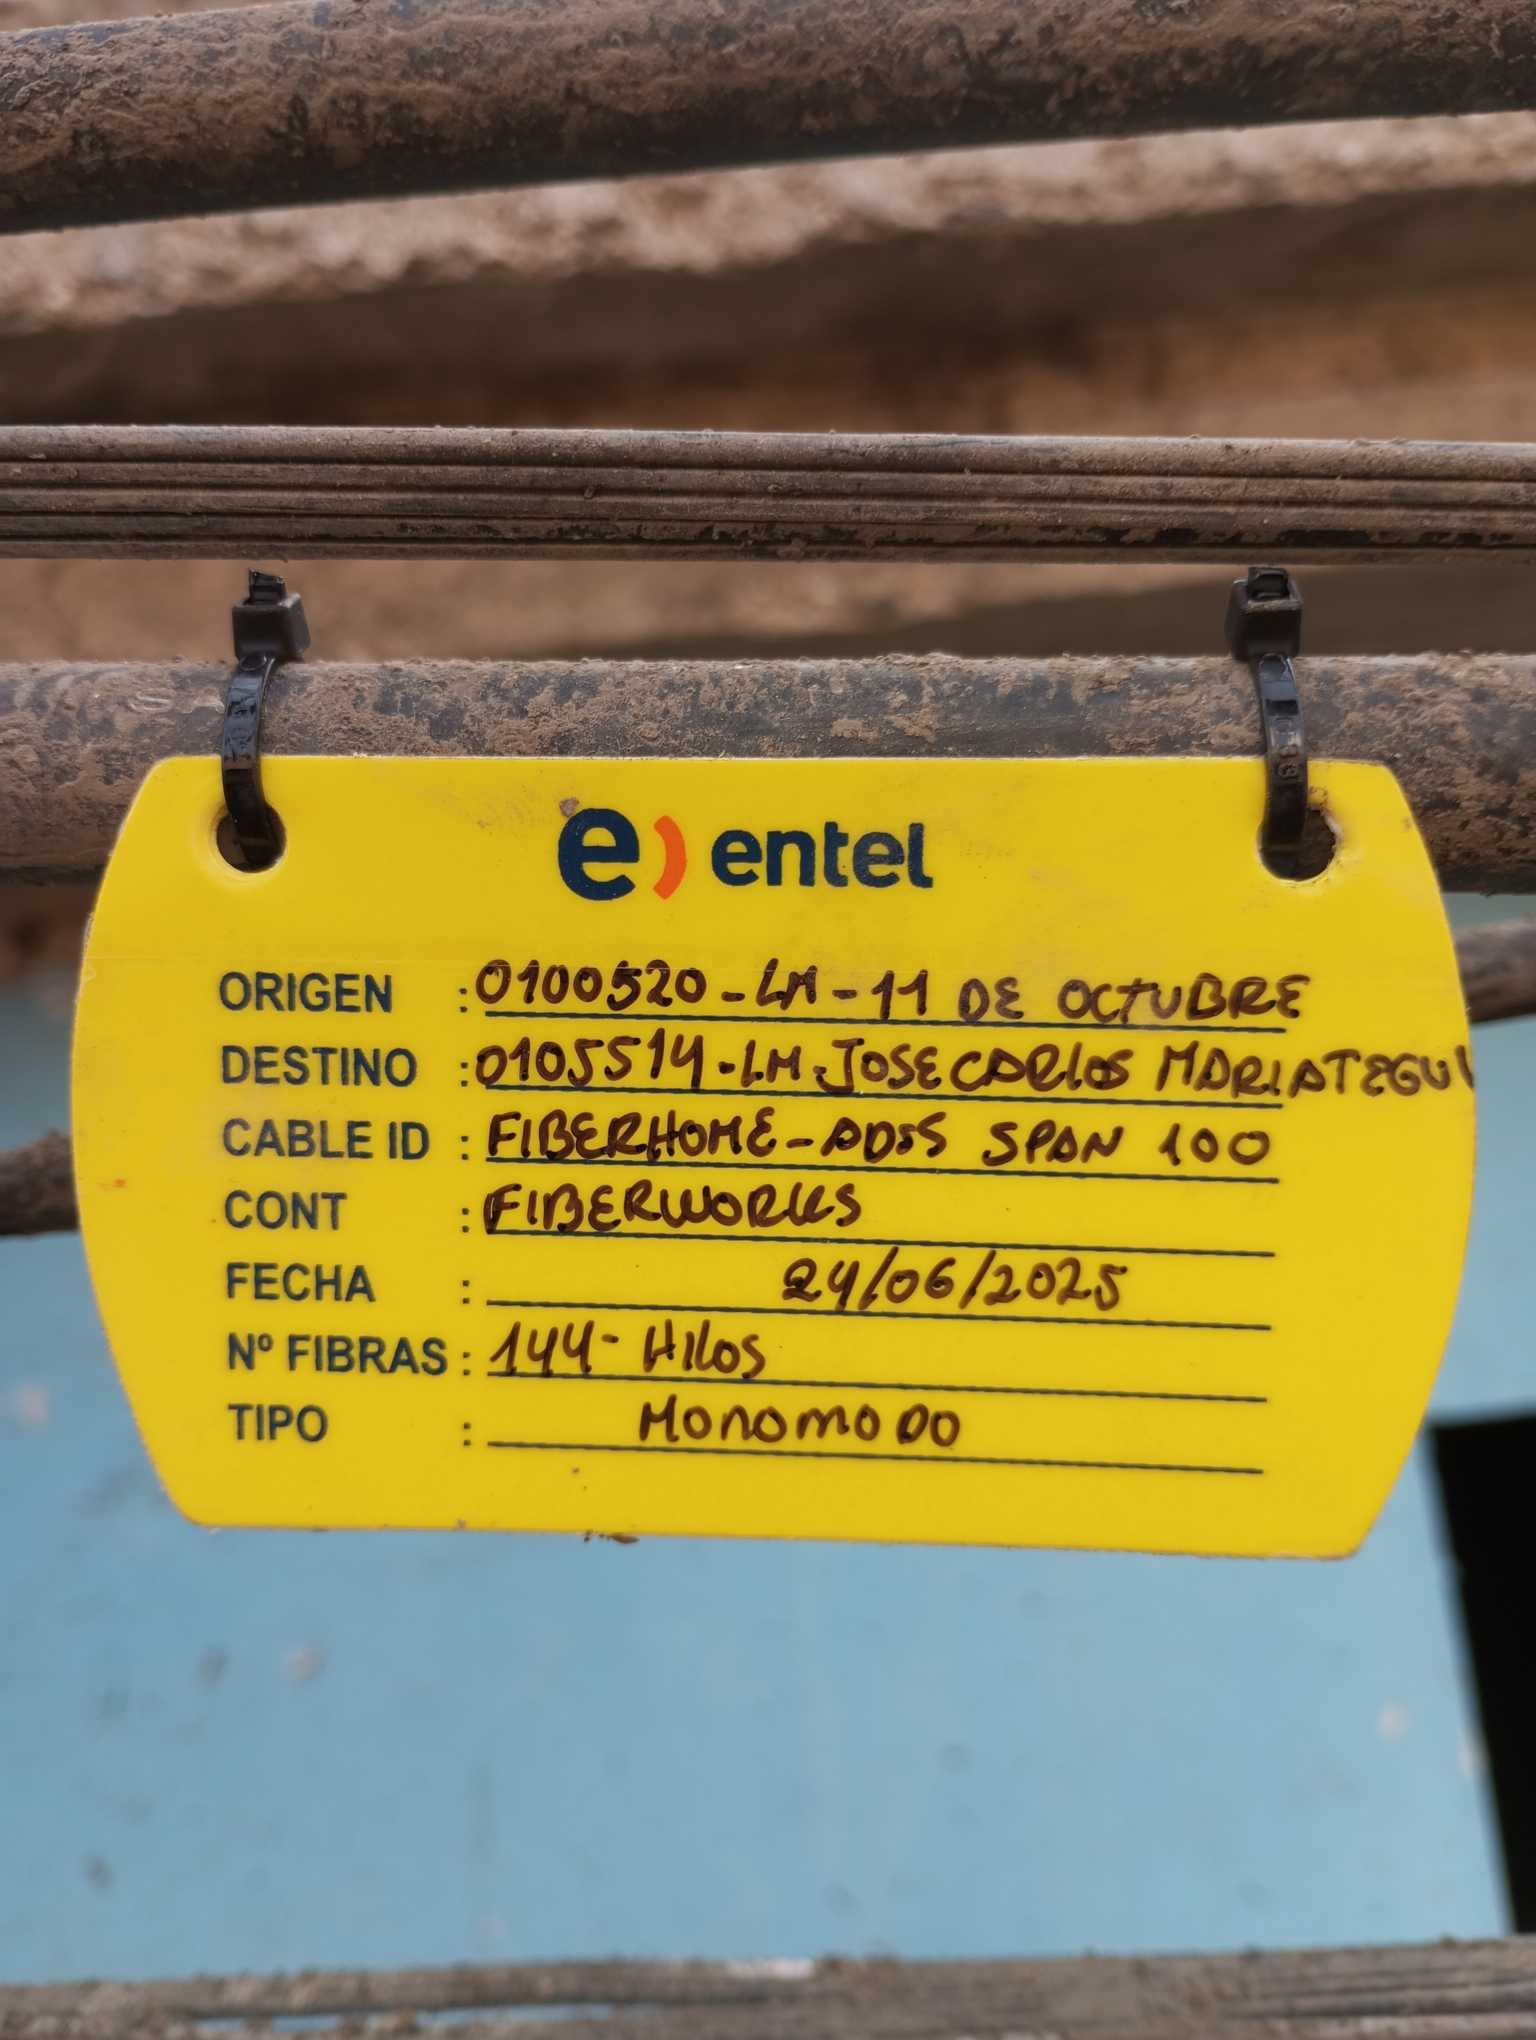 e) entel
ORIGEN : 0100520-LM-11 DE OCTUBRE
DESTINO : 0105514-LM-JOSE CARLOS MARIATEGUI
CABLE ID : FIBERHOME-ADSS SPAN 100
CONT : FIBERWORKS
FECHA : 24/06/2025
Nº FIBRAS : 144- HILOS
TIPO : MONOMODO